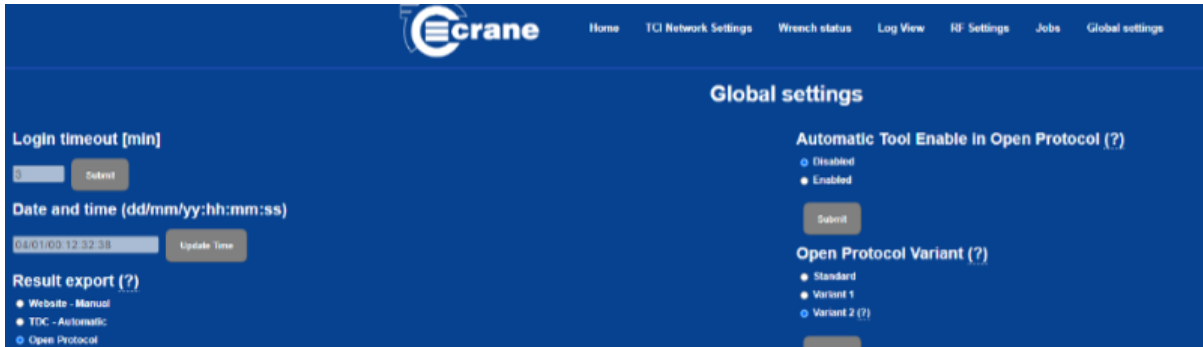 crane
Home TCI Network Settings Wrench status Log View RF Settings Jobs Global settings
Global settings
Login timeout [min]
3 Submit
Date and time (dd/mm/yy:hh:mm:ss)
04/01/00:12:32:38 Update Time
Result export (?)
Website - Manual
TDC - Automatic
Open Protocol
Automatic Tool Enable in Open Protocol (?)
Disabled
Enabled
Submit
Open Protocol Variant (?)
Standard
Variant 1
Variant 2 (?)